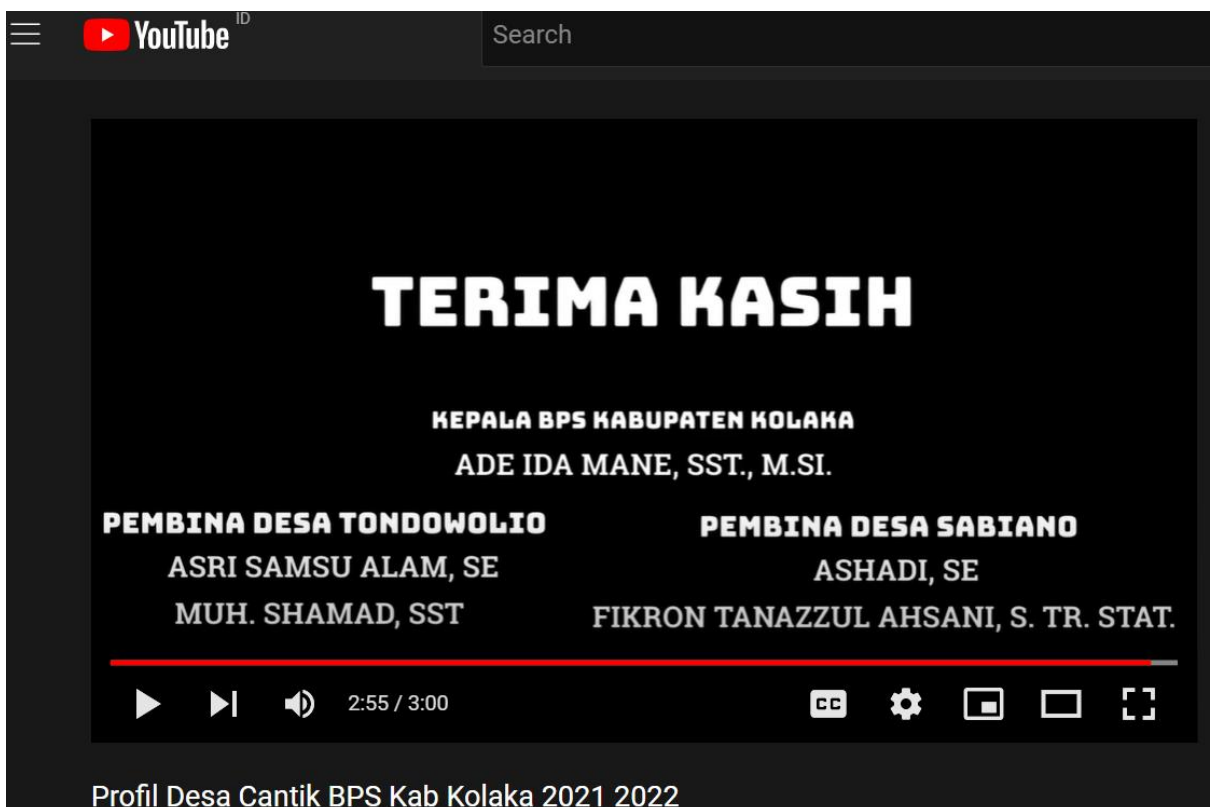 YouTube ID
Search
TERIMA KASIH
KEPALA BPS KABUPATEN KOLAKA
ADE IDA MANE, SST., M.SI.
PEMBINA DESA TONDOWOLIO
ASRI SAMSU ALAM, SE
MUH. SHAMAD, SST
PEMBINA DESA SABIANO
ASHADI, SE
FIKRON TANAZZUL AHSANI, S. TR. STAT.
2:55 / 3:00
CC
Profil Desa Cantik BPS Kab Kolaka 2021 2022